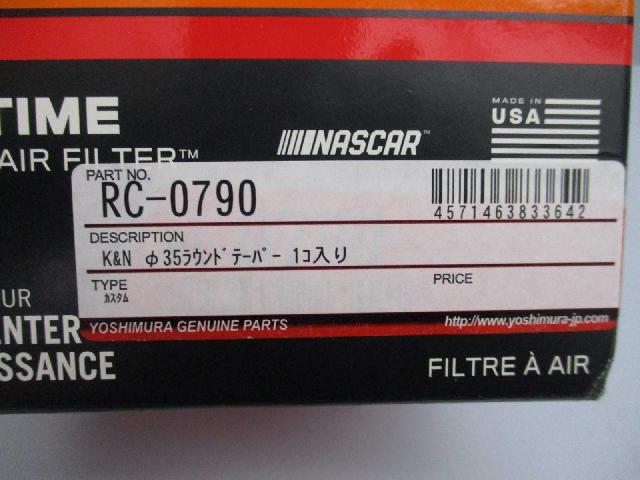 TIME
AIR FILTER™
NASCAR
MADE IN
USA
PART NO.
RC-0790
4571463833642
DESCRIPTION
K&N φ35ﾗｳﾝﾄﾞﾃｰﾊﾟｰ 1コ入り
TYPE
ｶｽﾀﾑ
PRICE
YOSHIMURA GENUINE PARTS
http://www.yoshimura-jp.com
UR
ENTER
SSANCE
FILTRE À AIR